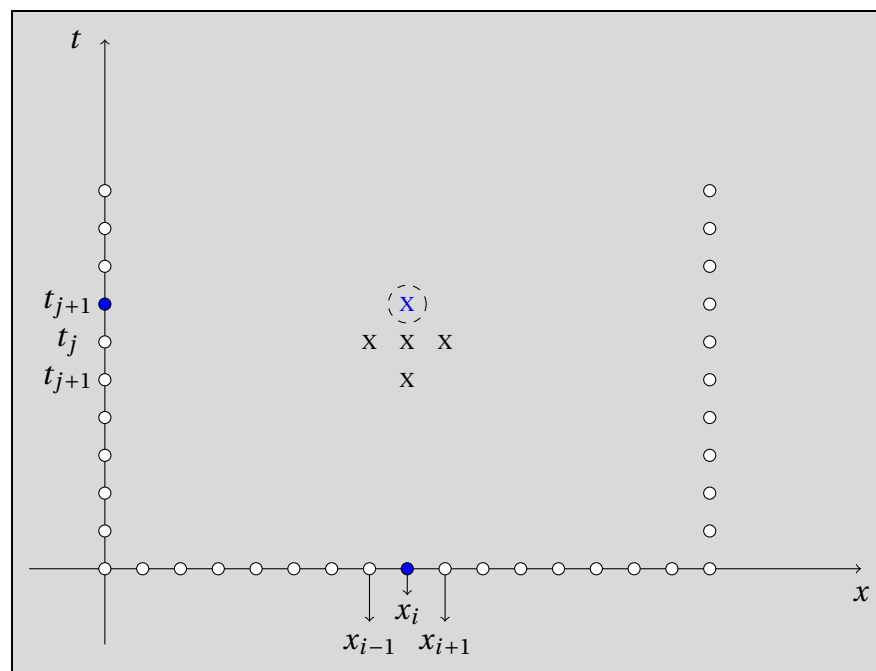 t
t_{j+1} x
t_j x x x
t_{j+1} x
x
x_i
x_{i-1} x_{i+1}